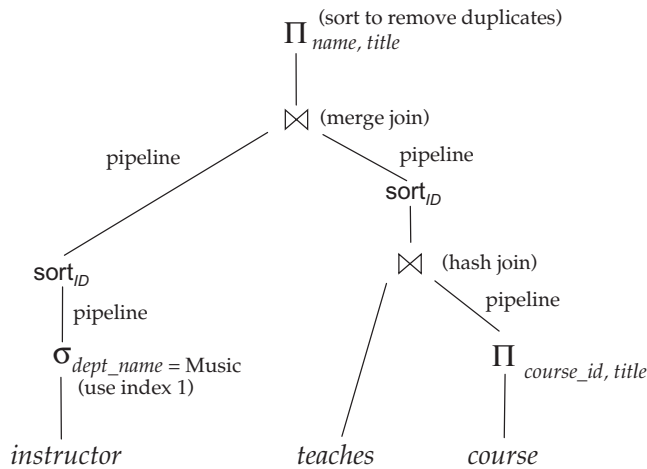 (sort to remove duplicates)
Π name, title
⋈ (merge join)
pipeline
pipeline
sort ID
sort ID
⋈ (hash join)
pipeline
pipeline
σ dept_name = Music
(use index 1)
Π course_id, title
instructor
teaches
course